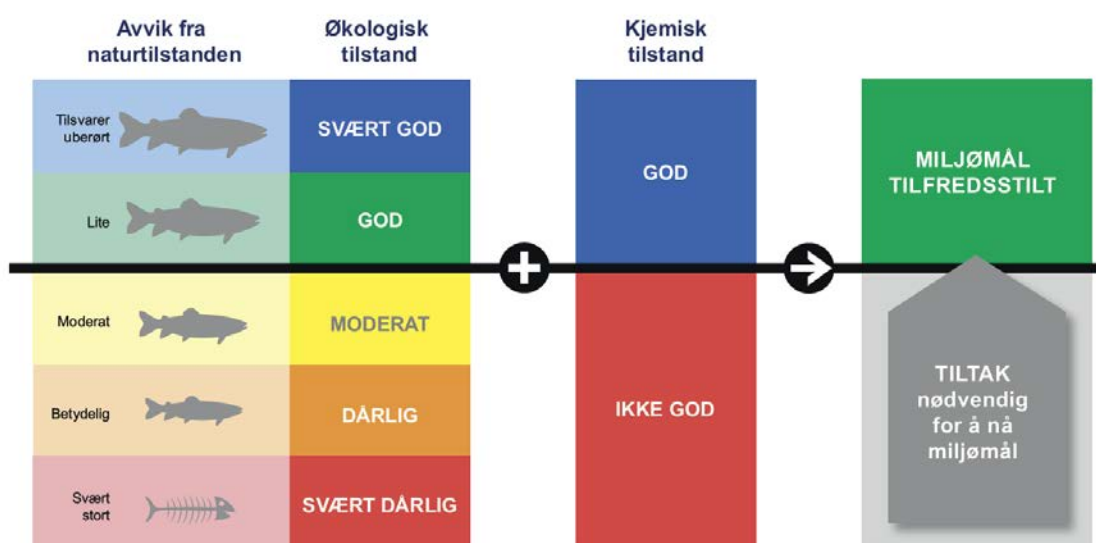 Avvik fra
naturtilstanden
Økologisk
tilstand
Kjemisk
tilstand
Tilsvarer
uberørt
SVÆRT GOD
Lite
GOD
Moderat
MODERAT
Betydelig
DÅRLIG
Svært
stort
SVÆRT DÅRLIG
GOD
IKKE GOD
MILJØMÅL
TILFREDSSTILT
TILTAK
nødvendig
for å nå
miljømål